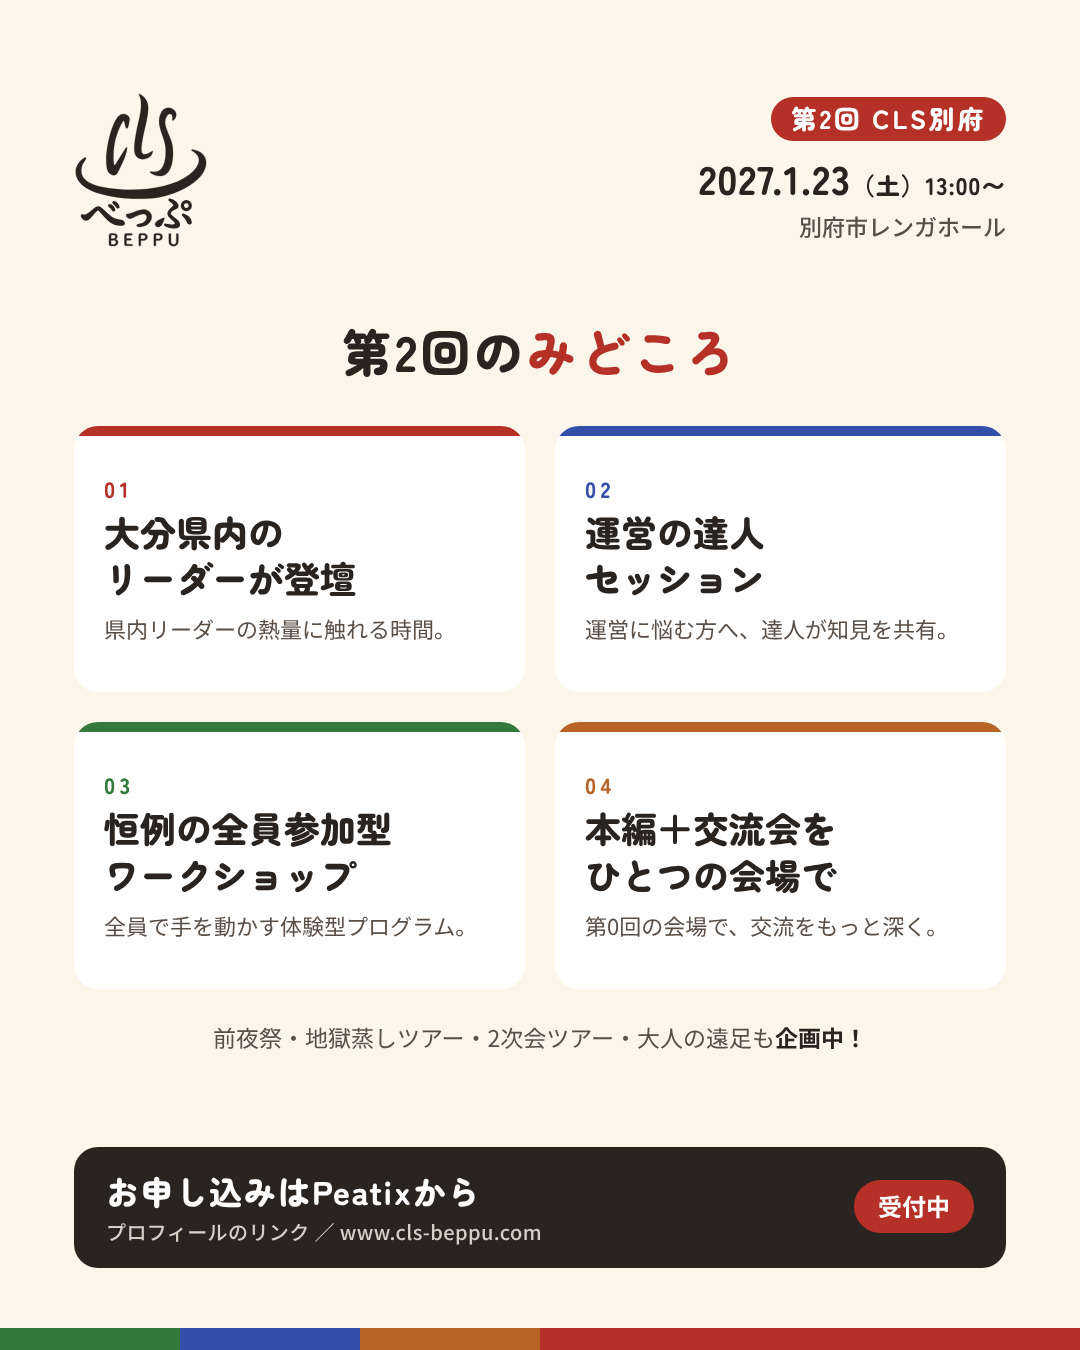 cls
べっぷ
BEPPU
第2回 CLS別府
2027.1.23（土）13:00〜
別府市レンガホール
第2回のみどころ
01
大分県内の
リーダーが登壇
県内リーダーの熱量に触れる時間。
02
運営の達人
セッション
運営に悩む方へ、達人が知見を共有。
03
恒例の全員参加型
ワークショップ
全員で手を動かす体験型プログラム。
04
本編＋交流会を
ひとつの会場で
第0回の会場で、交流をもっと深く。
前夜祭・地獄蒸しツアー・2次会ツアー・大人の遠足も企画中！
お申し込みはPeatixから
プロフィールのリンク ／ www.cls-beppu.com
受付中